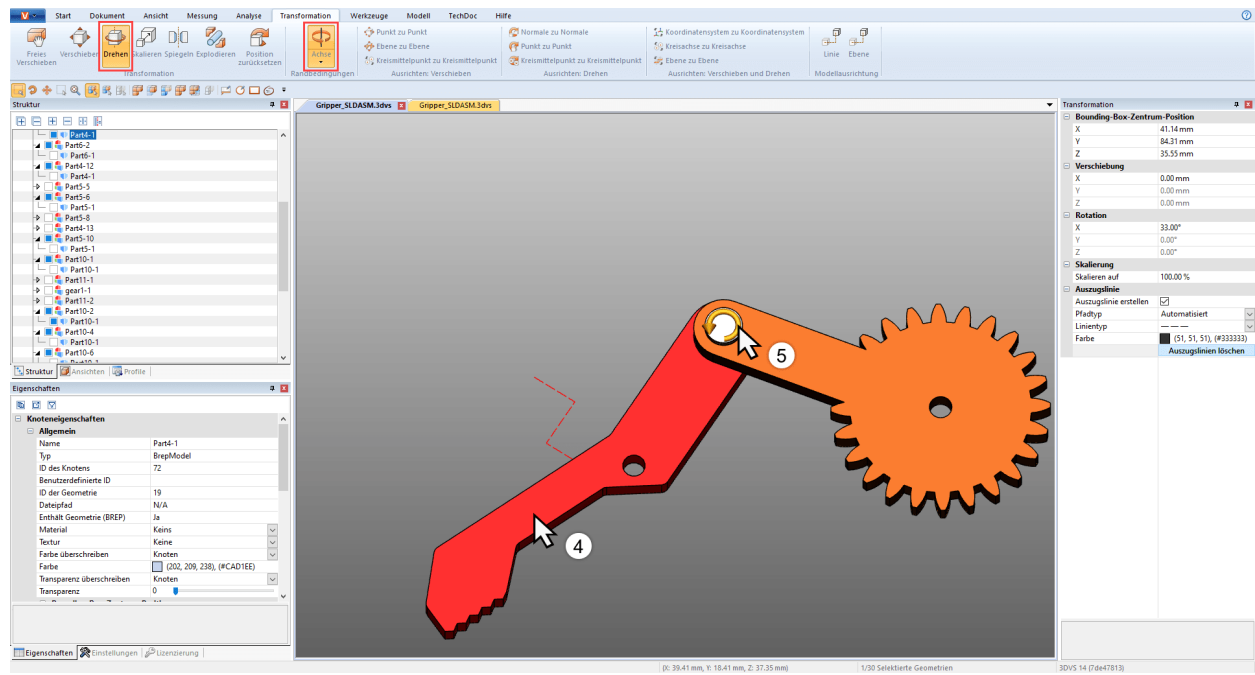 Start Dokument Ansicht Messung Analyse Transformation Werkzeuge Modell TechDoc Hilfe
Freies Verschieben
Verschieben
Drehen
Skalieren
Spiegeln
Explodieren
Position zurücksetzen
Transformation
Achse
Randbedingungen
Punkt zu Punkt
Ebene zu Ebene
Kreismittelpunkt zu Kreismittelpunkt
Ausrichten: Verschieben
Normale zu Normale
Punkt zu Punkt
Kreismittelpunkt zu Kreismittelpunkt
Ausrichten: Drehen
Koordinatensystem zu Koordinatensystem
Kreisachse zu Kreisachse
Ebene zu Ebene
Ausrichten: Verschieben und Drehen
Linie Ebene
Modellausrichtung
Struktur
Part4-1
Part6-2
Part6-1
Part4-12
Part4-1
Part5-5
Part5-6
Part5-1
Part5-8
Part4-13
Part5-10
Part5-1
Part10-1
Part10-1
Part11-1
gear1-1
Part11-2
Part10-2
Part10-1
Part10-4
Part10-1
Part10-6
Struktur Ansichten Profile
Eigenschaften
Knoteneigenschaften
Allgemein
Name Part4-1
Typ BrepModel
ID des Knotens 72
Benutzerdefinierte ID
ID der Geometrie 19
Dateipfad N/A
Enthält Geometrie (BREP) Ja
Material Keins
Textur Keine
Farbe überschreiben Knoten
Farbe (202, 209, 238), (#CAD1EE)
Transparenz überschreiben Knoten
Transparenz 0
Eigenschaften Einstellungen Lizenzierung
Gripper_SLDASM.3dvs Gripper_SLDASM.3dvs
5
4
Transformation
Bounding-Box-Zentrum-Position
X 41.14 mm
Y 84.31 mm
Z 35.55 mm
Verschiebung
X 0.00 mm
Y 0.00 mm
Z 0.00 mm
Rotation
X 33.00°
Y 0.00°
Z 0.00°
Skalierung
Skalieren auf 100.00 %
Auszugslinie
Auszugslinie erstellen
Pfadtyp Automatisiert
Linientyp
Farbe (51, 51, 51), (#333333)
Auszugslinien löschen
(X: 39.41 mm, Y: 18.41 mm, Z: 37.35 mm) 1/30 Selektierte Geometrien 3DVS 14 (7de47813)